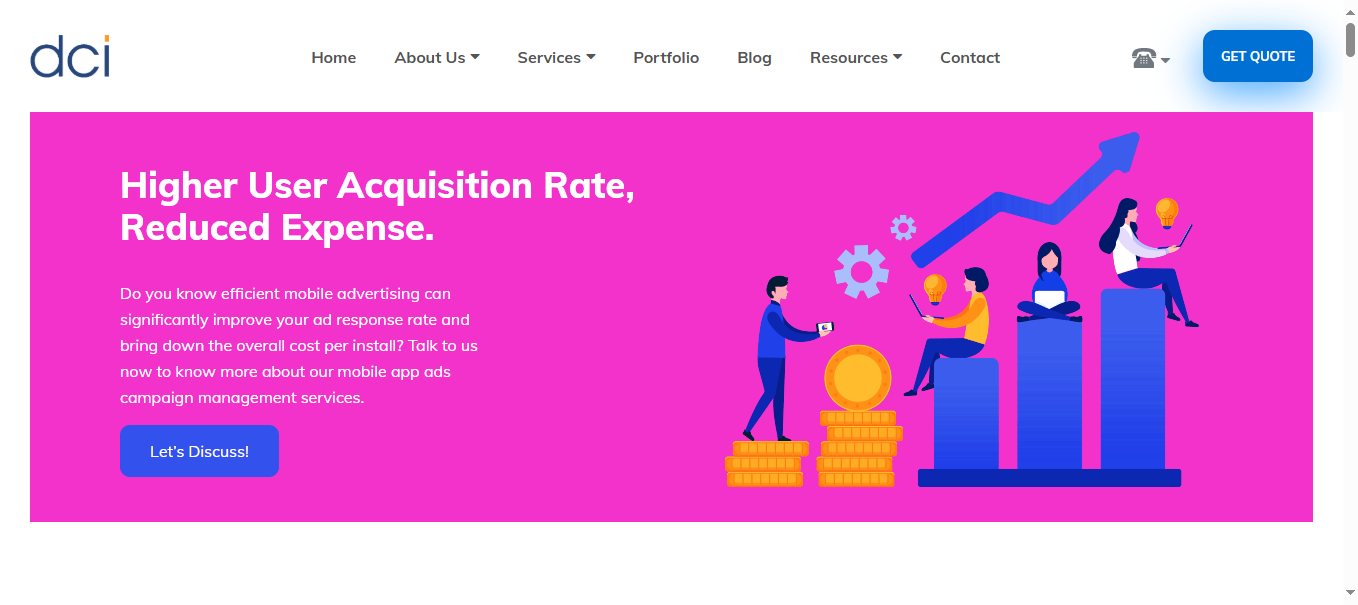 dci
Home About Us Services Portfolio Blog Resources Contact GET QUOTE
Higher User Acquisition Rate,
Reduced Expense.
Do you know efficient mobile advertising can
significantly improve your ad response rate and
bring down the overall cost per install? Talk to us
now to know more about our mobile app ads
campaign management services.
Let's Discuss!